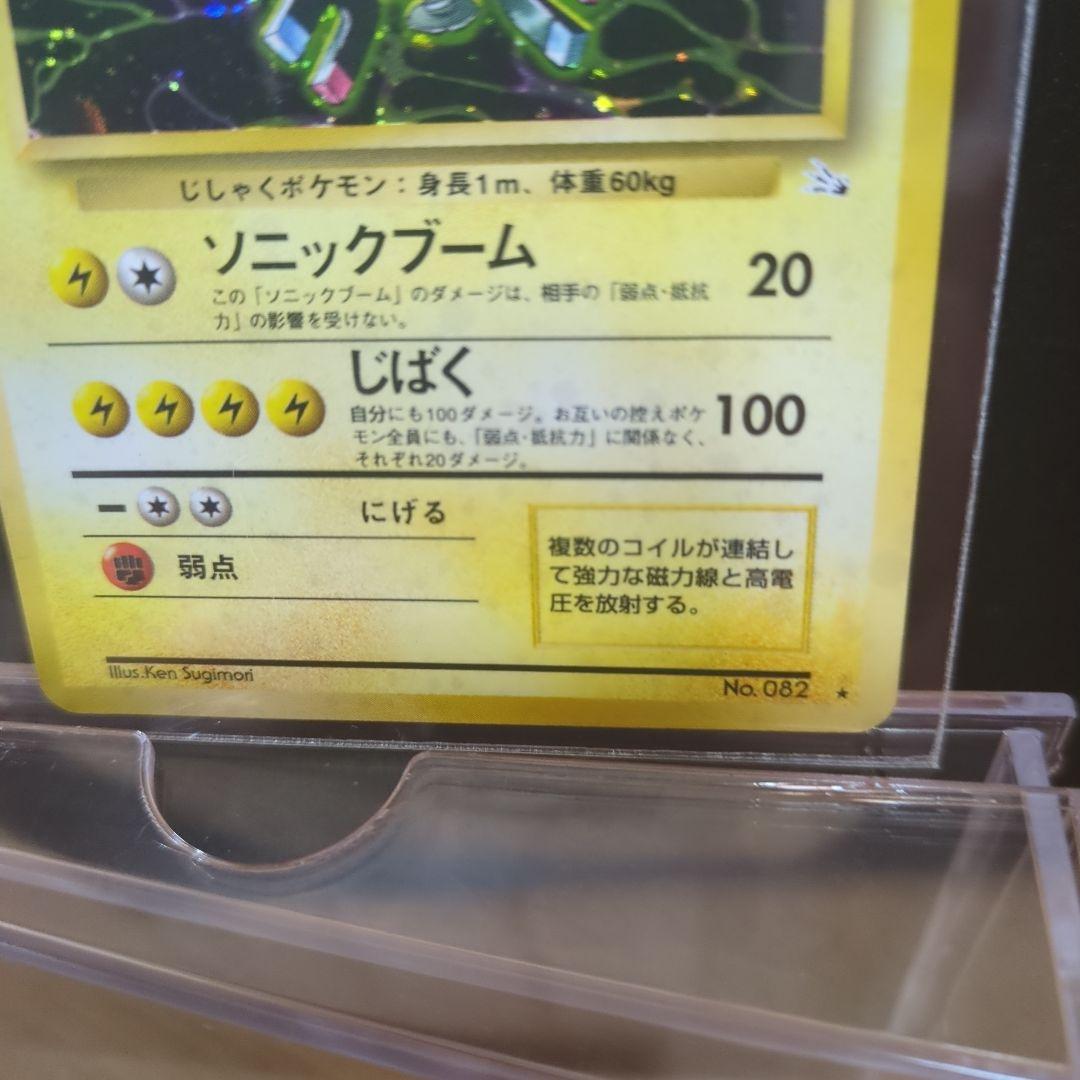 じしゃくポケモン：身長1m、体重60kg
ソニックブーム 20
この「ソニックブーム」のダメージは、相手の「弱点・抵抗
力」の影響を受けない。
じばく 100
自分にも100ダメージ。お互いの控えポケ
モン全員にも、「弱点・抵抗力」に関係なく、
それぞれ20ダメージ。
にげる
弱点
複数のコイルが連結し
て強力な磁力線と高電
圧を放射する。
Illus.Ken Sugimori
No. 082 ★